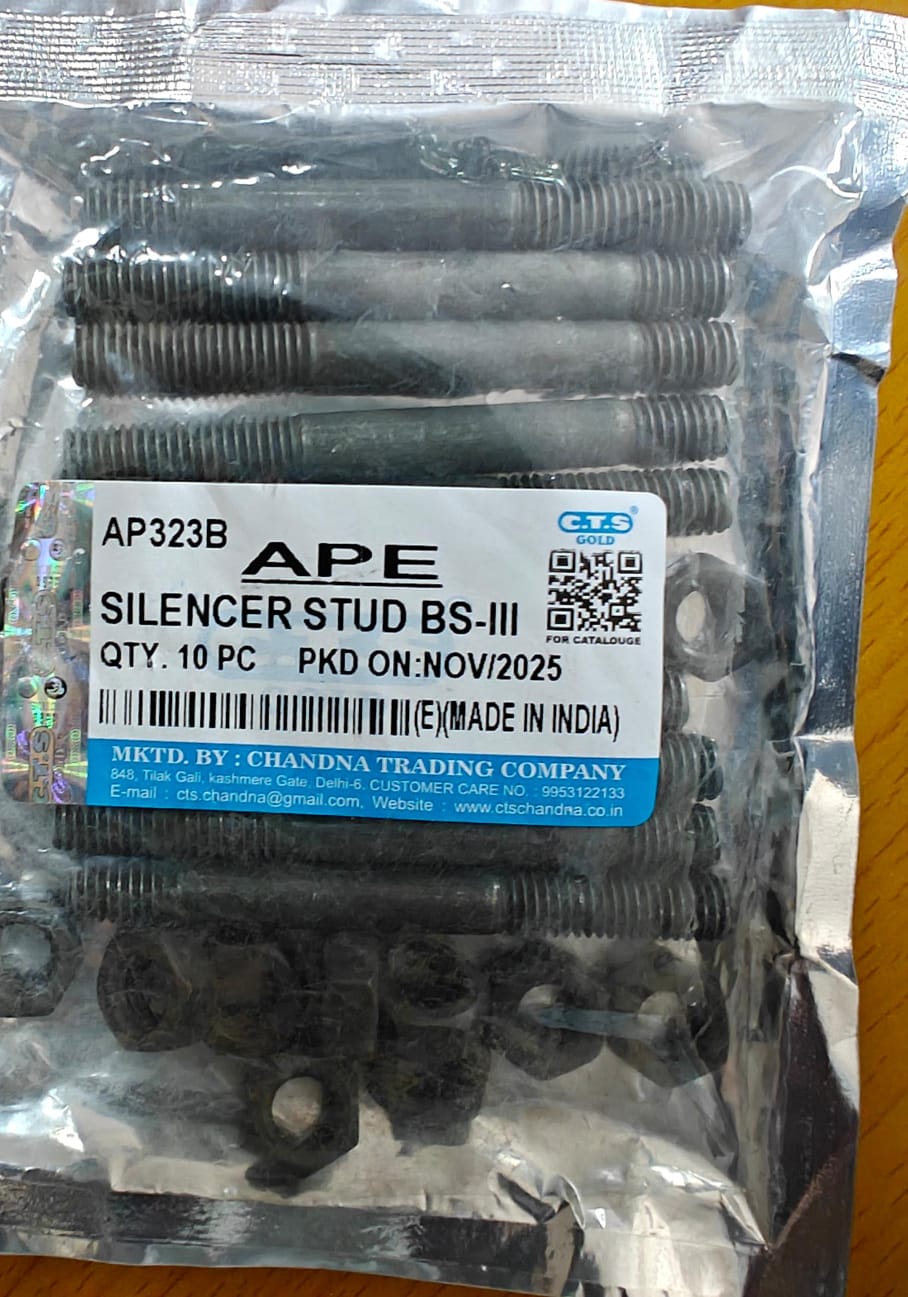 AP323B
C.T.S®
GOLD
APE
SILENCER STUD BS-III
FOR CATALOUGE
QTY. 10 PC PKD ON:NOV/2025
(E)(MADE IN INDIA)
MKTD. BY : CHANDNA TRADING COMPANY
848, Tilak Gali, kashmere Gate, Delhi-6, CUSTOMER CARE NO. : 9953122133
E-mail : cts.chandna@gmail.com, Website : www.ctschandna.co.in